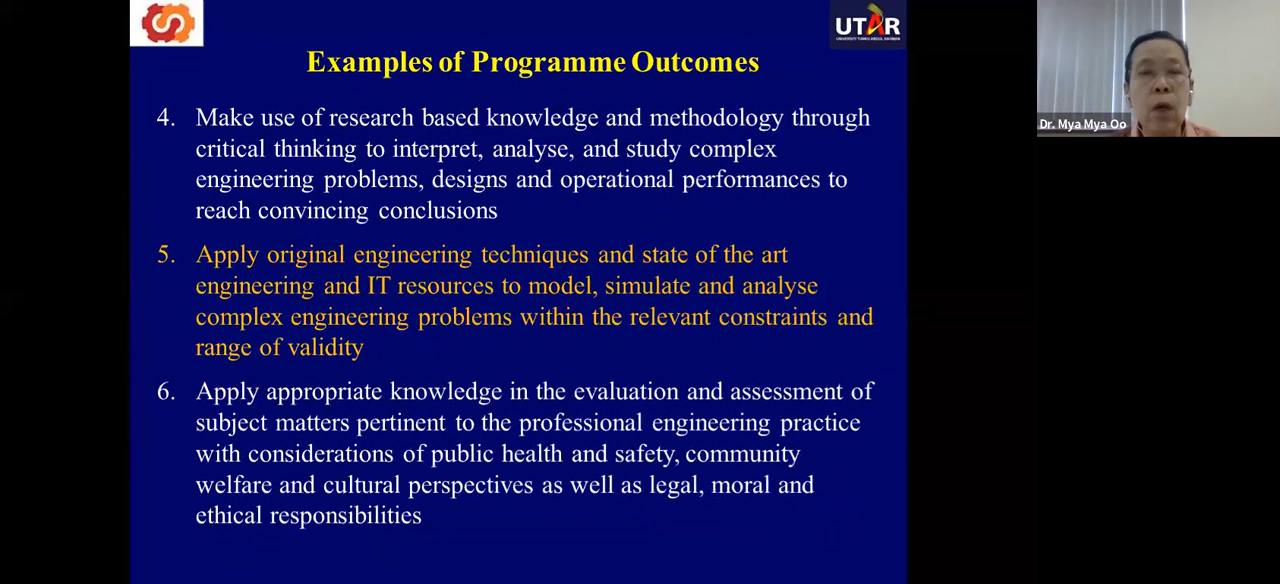 UTAR
UNIVERSITI TUNKU ABDUL RAHMAN
Examples of Programme Outcomes
Dr. Mya Mya Oo
4. Make use of research based knowledge and methodology through
critical thinking to interpret, analyse, and study complex
engineering problems, designs and operational performances to
reach convincing conclusions
5. Apply original engineering techniques and state of the art
engineering and IT resources to model, simulate and analyse
complex engineering problems within the relevant constraints and
range of validity
6. Apply appropriate knowledge in the evaluation and assessment of
subject matters pertinent to the professional engineering practice
with considerations of public health and safety, community
welfare and cultural perspectives as well as legal, moral and
ethical responsibilities